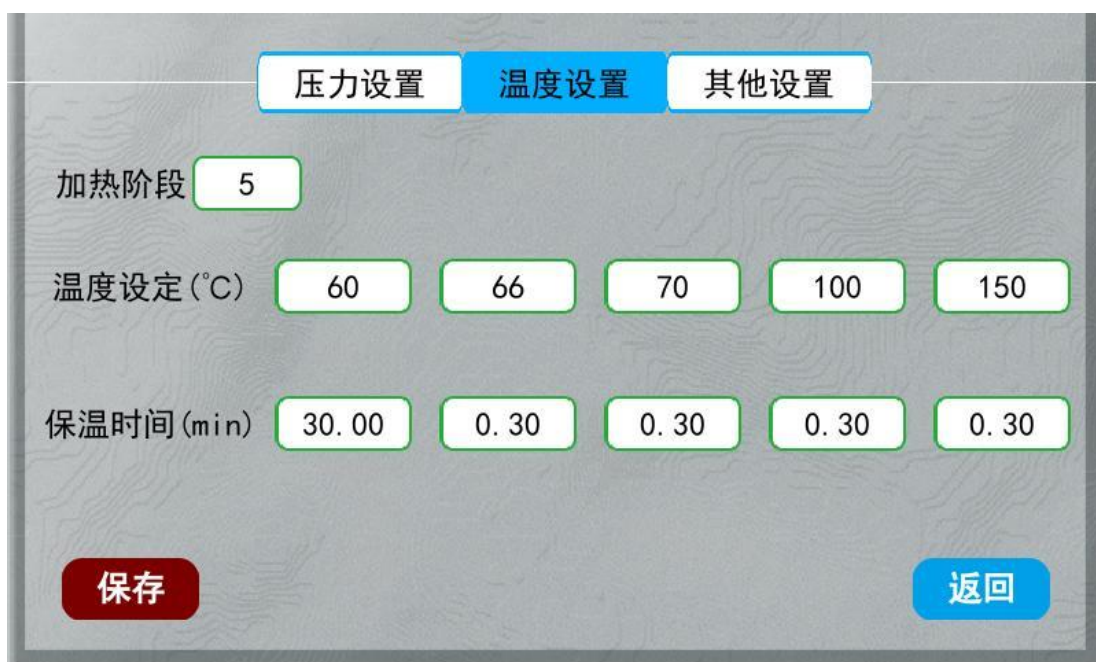 压力设置 温度设置 其他设置
加热阶段 5
温度设定(℃) 60 66 70 100 150
保温时间(min) 30.00 0.30 0.30 0.30 0.30
保存 返回